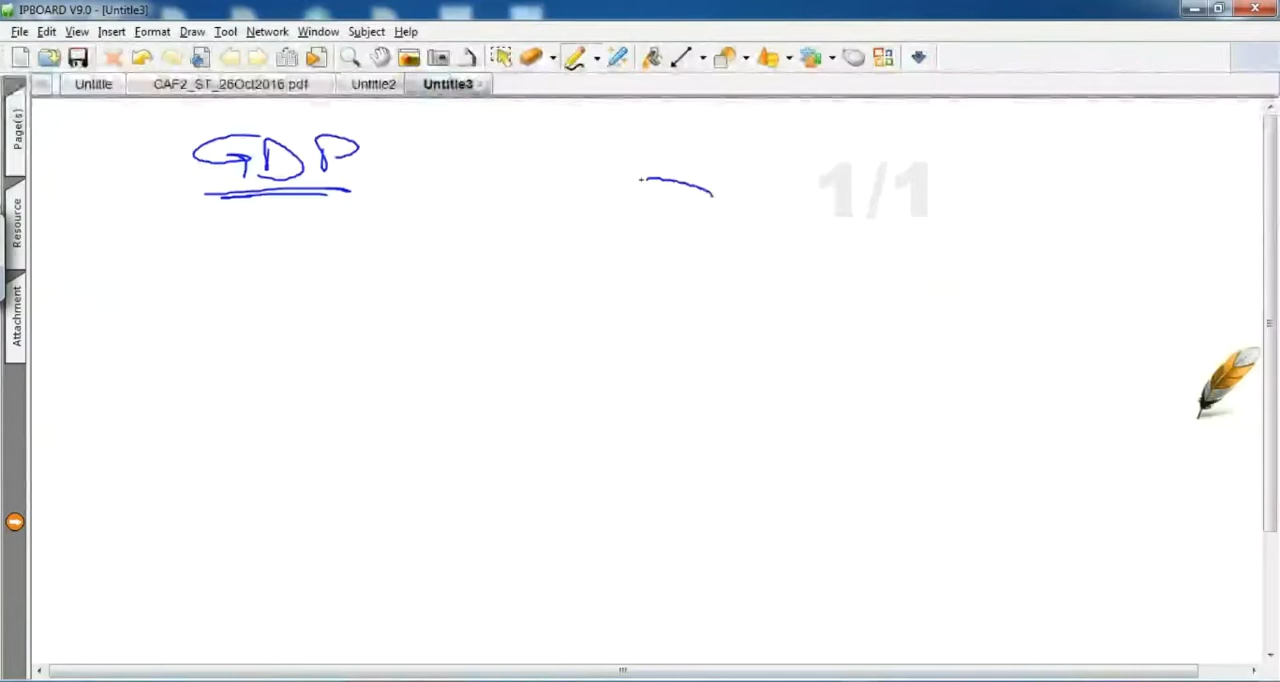 IPBOARD V9.0 - [Untitle3]
File Edit View Insert Format Draw Tool Network Window Subject Help
Untitle CAF2_ST_26Oct2016 pdf Untitle2 Untitle3
Page(s)
Resource
Attachment
GDP
1/1